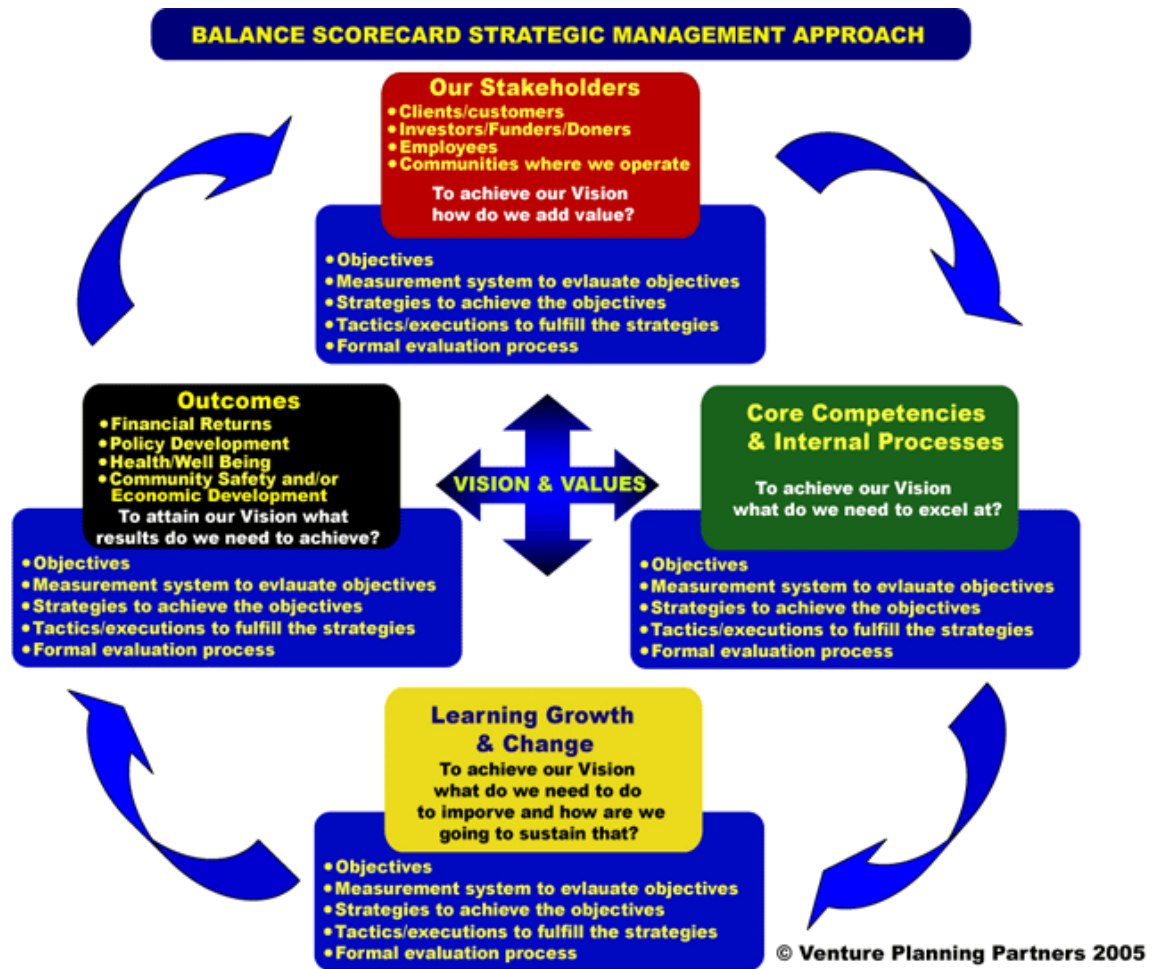 BALANCE SCORECARD STRATEGIC MANAGEMENT APPROACH
Our Stakeholders
• Clients/customers
• Investors/Funders/Doners
• Employees
• Communities where we operate
To achieve our Vision
how do we add value?
• Objectives
• Measurement system to evlauate objectives
• Strategies to achieve the objectives
• Tactics/executions to fulfill the strategies
• Formal evaluation process
Outcomes
• Financial Returns
• Policy Development
• Health/Well Being
• Community Safety and/or
Economic Development
To attain our Vision what
results do we need to achieve?
• Objectives
• Measurement system to evlauate objectives
• Strategies to achieve the objectives
• Tactics/executions to fulfill the strategies
• Formal evaluation process
VISION & VALUES
Core Competencies
& Internal Processes
To achieve our Vision
what do we need to excel at?
• Objectives
• Measurement system to evlauate objectives
• Strategies to achieve the objectives
• Tactics/executions to fulfill the strategies
• Formal evaluation process
Learning Growth
& Change
To achieve our Vision
what do we need to do
to imporve and how are we
going to sustain that?
• Objectives
• Measurement system to evlauate objectives
• Strategies to achieve the objectives
• Tactics/executions to fulfill the strategies
• Formal evaluation process
© Venture Planning Partners 2005